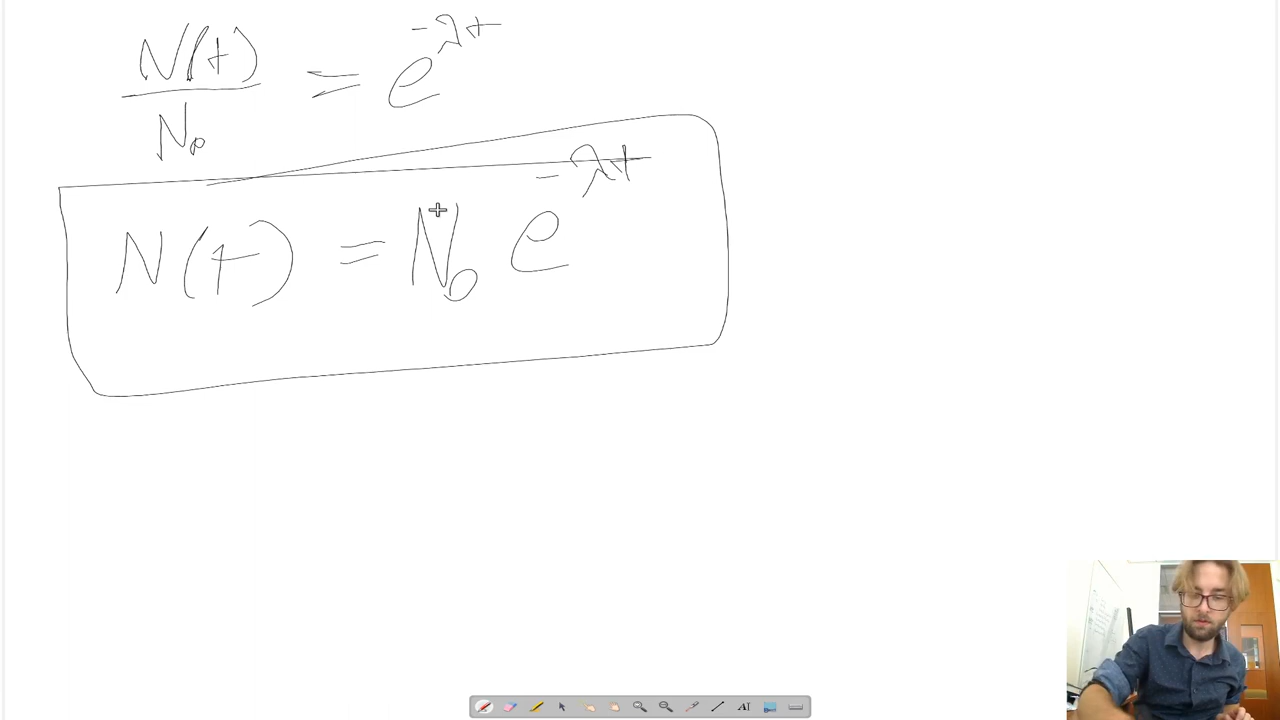 N(t)/N₀ = e^{-λt}
N(t) = N₀ e^{-λt}